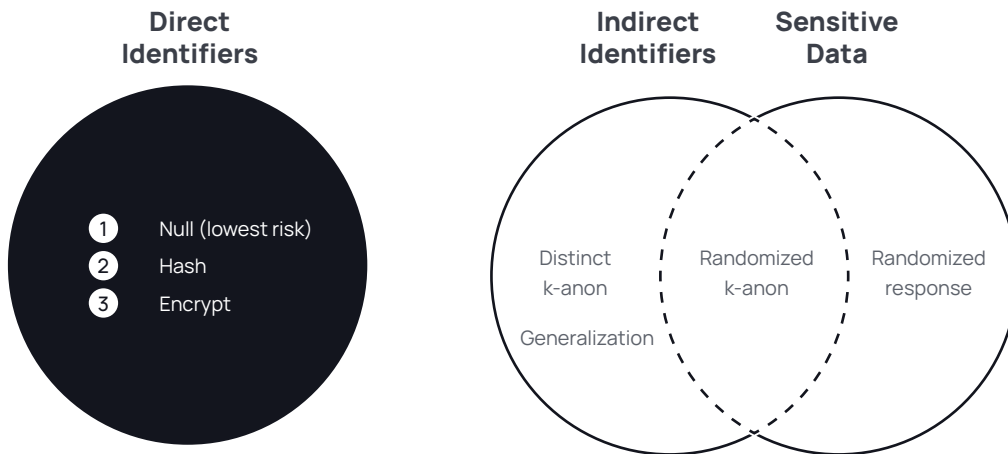 Direct
Identifiers
1 Null (lowest risk)
2 Hash
3 Encrypt
Indirect
Identifiers
Sensitive
Data
Distinct
k-anon
Generalization
Randomized
k-anon
Randomized
response